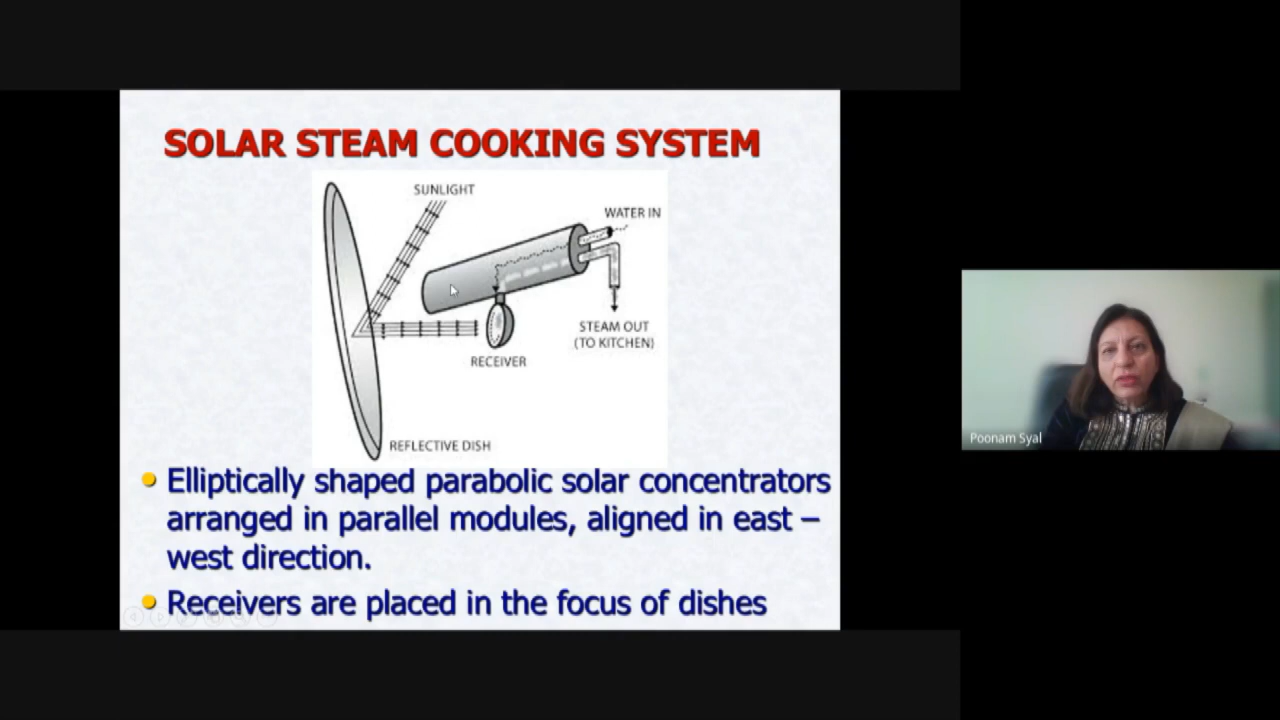 SOLAR STEAM COOKING SYSTEM
SUNLIGHT
WATER IN
STEAM OUT
(TO KITCHEN)
RECEIVER
REFLECTIVE DISH
Elliptically shaped parabolic solar concentrators
arranged in parallel modules, aligned in east –
west direction.
Receivers are placed in the focus of dishes
Poonam Syal